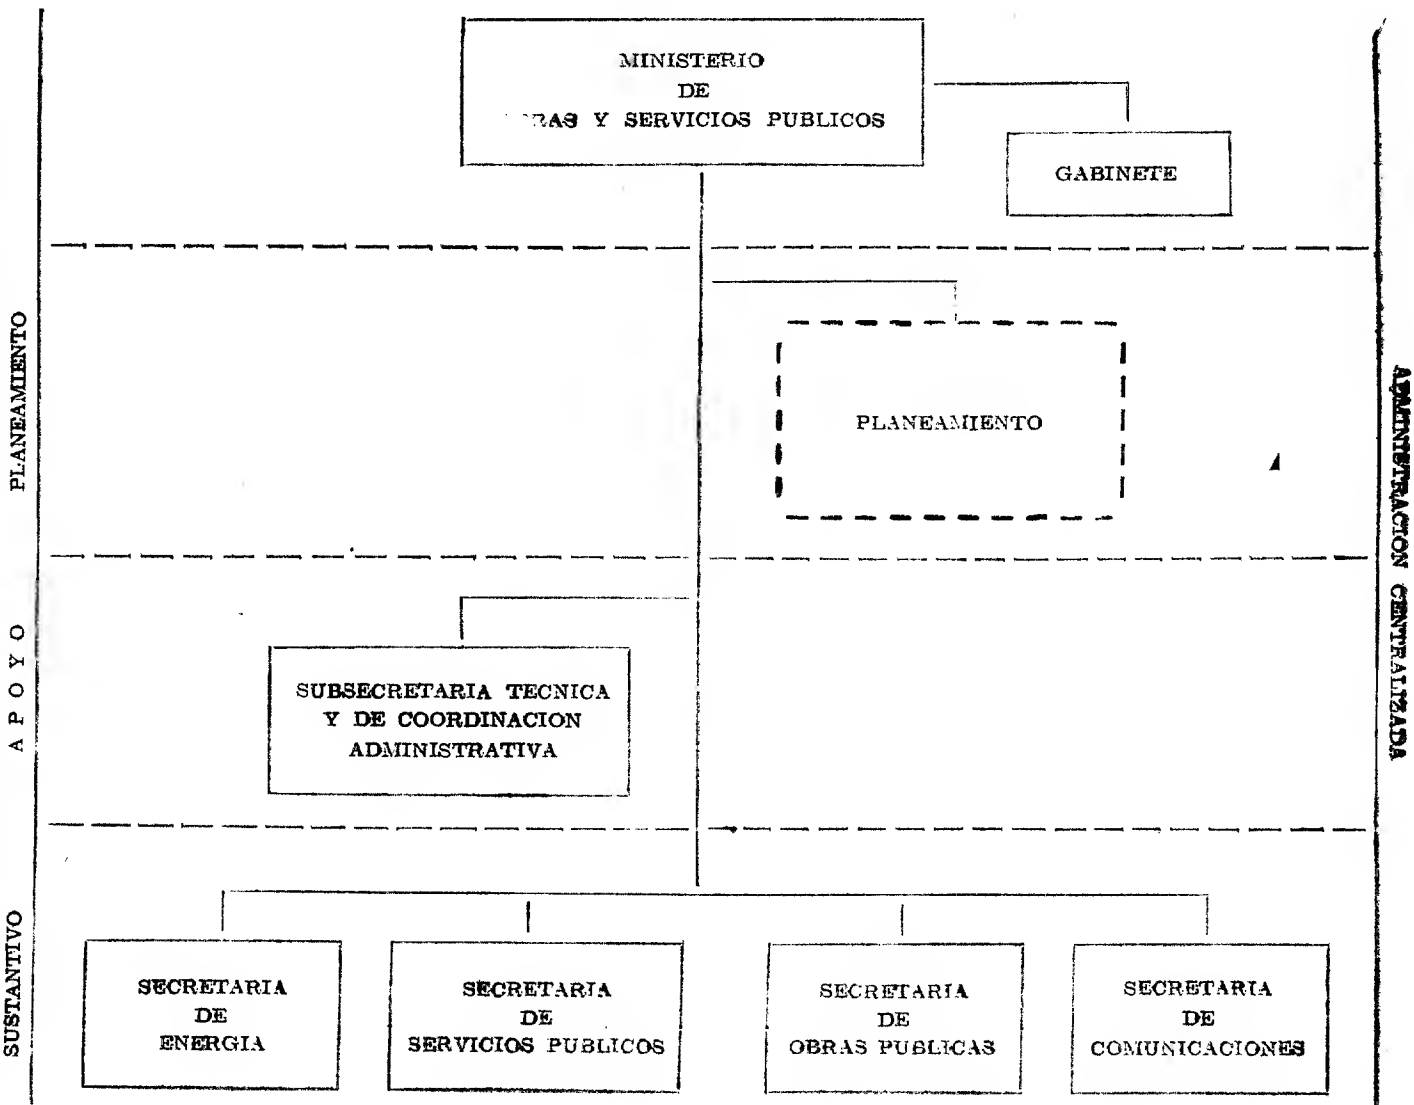 MINISTERIO
DE
Y SERVICIOS PUBLICOS
GABINETE
PLANEAMIENTO
PLANEAMIENTO
ADMINISTRACION CENTRALIZADA
A P O Y O
SUBSECRETARIA TECNICA
Y DE COORDINACION
ADMINISTRATIVA
SUSTANTIVO
SECRETARIA
DE
ENERGIA
SECRETARIA
DE
SERVICIOS PUBLICOS
SECRETARIA
DE
OBRAS PUBLICAS
SECRETARIA
DE
COMUNICACIONES